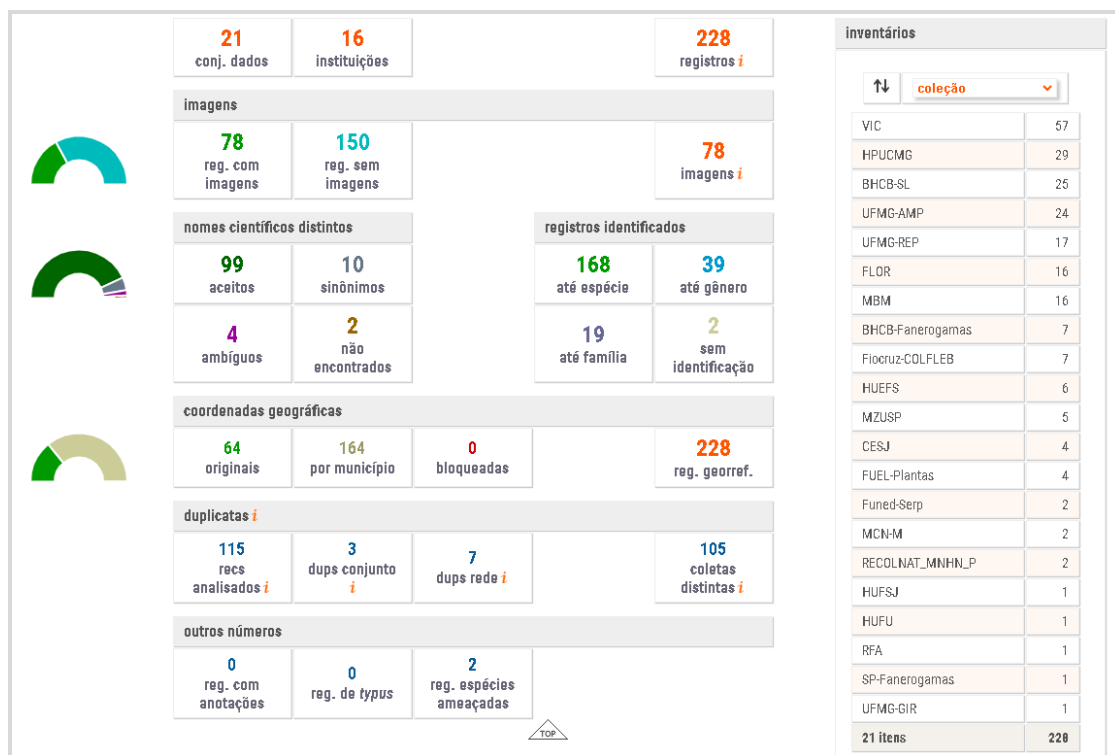 21
conj. dados
16
instituições
228
registros i
imagens
78
reg. com
imagens
150
reg. sem
imagens
78
imagens i
nomes científicos distintos
99
aceitos
10
sinônimos
4
ambíguos
2
não
encontrados
registros identificados
168
até espécie
39
até gênero
19
até família
2
sem
identificação
coordenadas geográficas
64
originais
164
por município
0
bloqueadas
228
reg. georref.
duplicatas i
115
recs
analisados i
3
dups conjunto
i
7
dups rede i
105
coletas
distintas i
outros números
0
reg. com
anotações
0
reg. de typus
2
reg. espécies
ameaçadas
TOP
inventários
coleção
VIC 57
HPUCMG 29
BHCB-SL 25
UFMG-AMP 24
UFMG-REP 17
FLOR 16
MBM 16
BHCB-Fanerogamas 7
Fiocruz-COLFLEB 7
HUEFS 6
MZUSP 5
CESJ 4
FUEL-Plantas 4
Funed-Serp 2
MCN-M 2
RECOLNAT_MNHN_P 2
HUFSJ 1
HUFU 1
RFA 1
SP-Fanerogamas 1
UFMG-GIR 1
21 itens 228